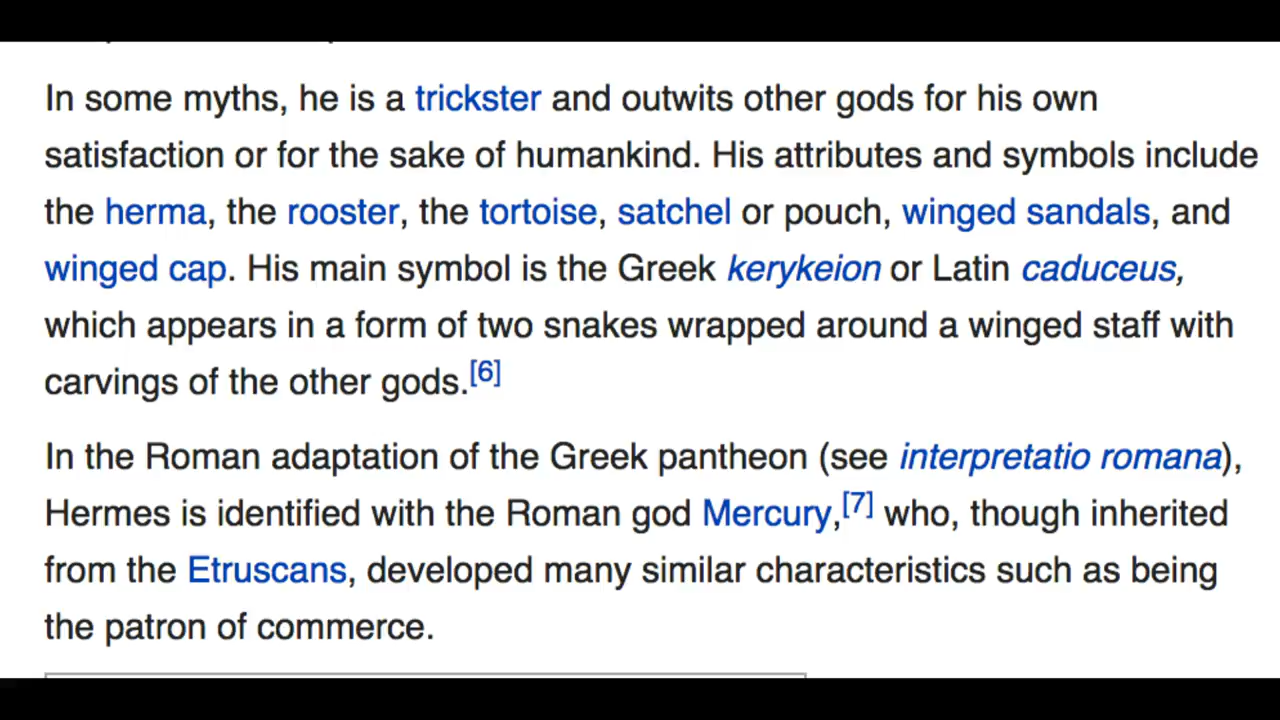 In some myths, he is a trickster and outwits other gods for his own
satisfaction or for the sake of humankind. His attributes and symbols include
the herma, the rooster, the tortoise, satchel or pouch, winged sandals, and
winged cap. His main symbol is the Greek kerykeion or Latin caduceus,
which appears in a form of two snakes wrapped around a winged staff with
carvings of the other gods.[6]
In the Roman adaptation of the Greek pantheon (see interpretatio romana),
Hermes is identified with the Roman god Mercury,[7] who, though inherited
from the Etruscans, developed many similar characteristics such as being
the patron of commerce.